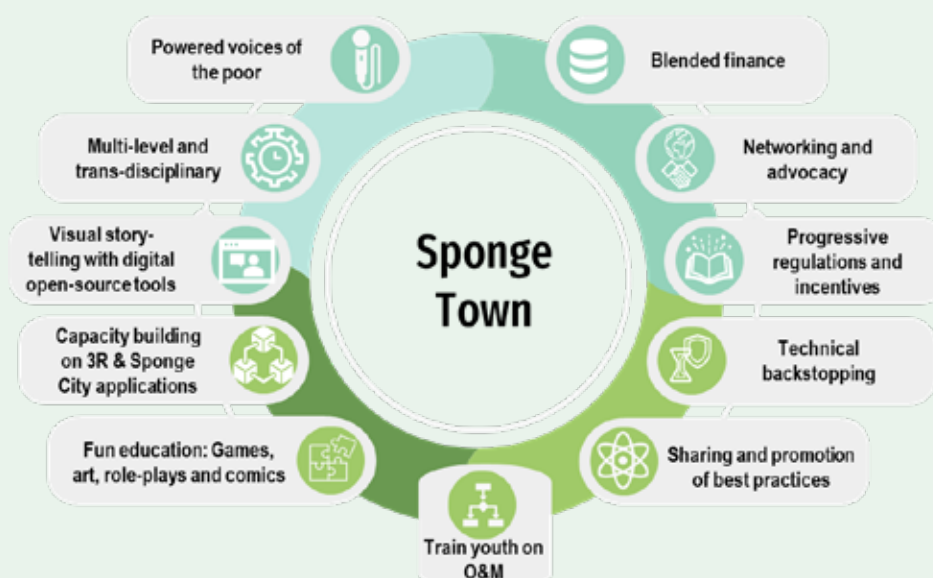 Powered voices of
the poor
Multi-level and
trans-disciplinary
Visual story-
telling with digital
open-source tools
Capacity building
on 3R & Sponge
City applications
Fun education: Games,
art, role-plays and comics
Sponge
Town
Train youth on
O&M
Blended finance
Networking and
advocacy
Progressive
regulations and
incentives
Technical
backstopping
Sharing and promotion
of best practices